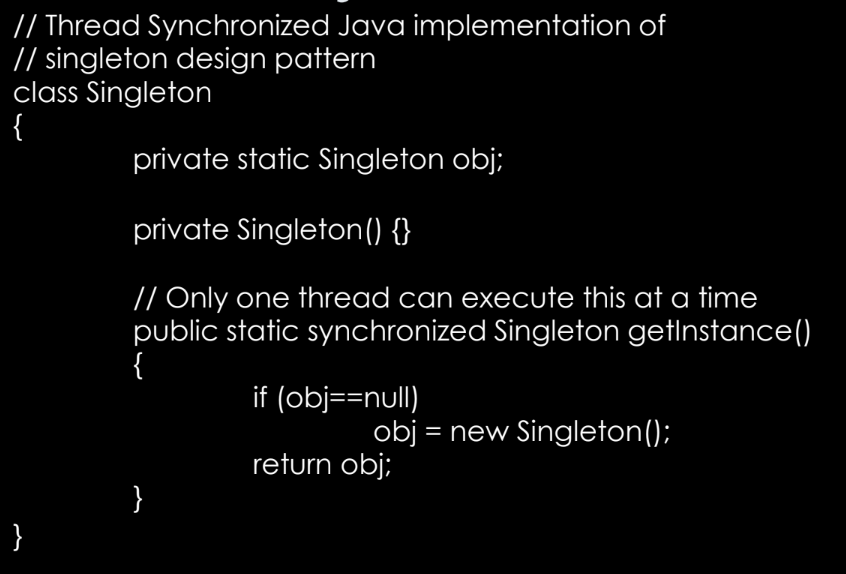 // Thread Synchronized Java implementation of
// singleton design pattern
class Singleton
{
private static Singleton obj;
private Singleton() {}
// Only one thread can execute this at a time
public static synchronized Singleton getInstance()
{
if (obj==null)
obj = new Singleton();
return obj;
}
}